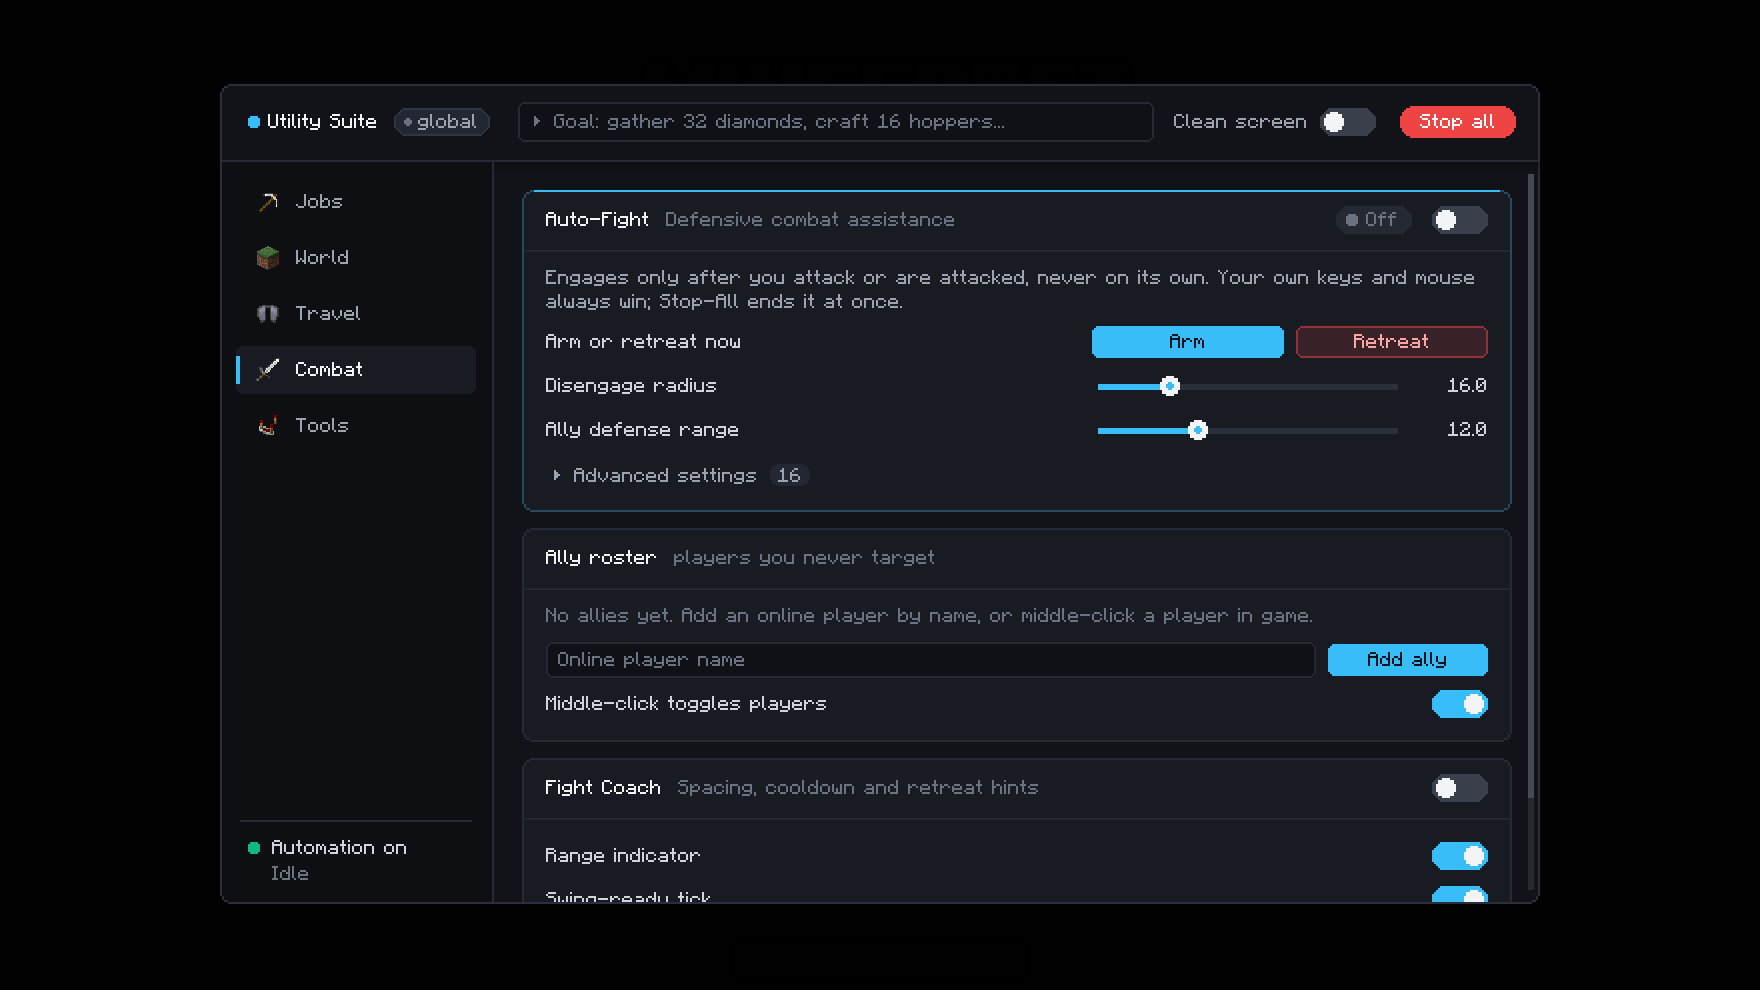 Utility Suite
global
Goal: gather 32 diamonds, craft 16 hoppers...
Clean screen
Stop all
Jobs
World
Travel
Combat
Tools
Automation on
Idle
Auto-Fight Defensive combat assistance
Off
Engages only after you attack or are attacked, never on its own. Your own keys and mouse
always win; Stop-All ends it at once.
Arm or retreat now
Arm
Retreat
Disengage radius
16.0
Ally defense range
12.0
Advanced settings 16
Ally roster players you never target
No allies yet. Add an online player by name, or middle-click a player in game.
Online player name
Add ally
Middle-click toggles players
Fight Coach Spacing, cooldown and retreat hints
Range indicator
Swing-ready tick